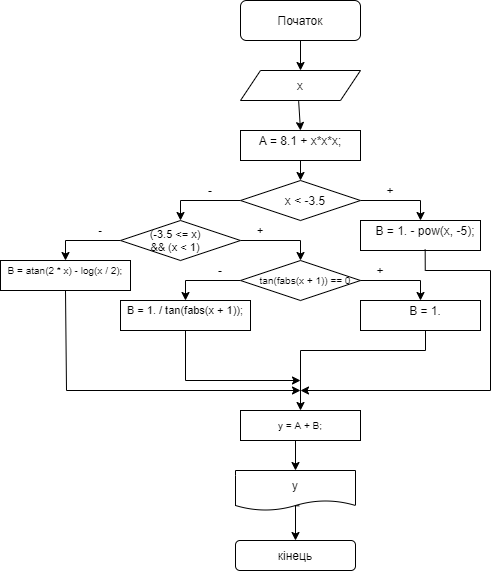 Початок
x
A = 8.1 + x*x*x;
x < -3.5
-
+
B = 1. - pow(x, -5);
(-3.5 <= x)
&& (x < 1)
-
+
B = atan(2 * x) - log(x / 2);
tan(fabs(x + 1)) == 0
-
+
B = 1. / tan(fabs(x + 1));
B = 1.
y = A + B;
y
кінець